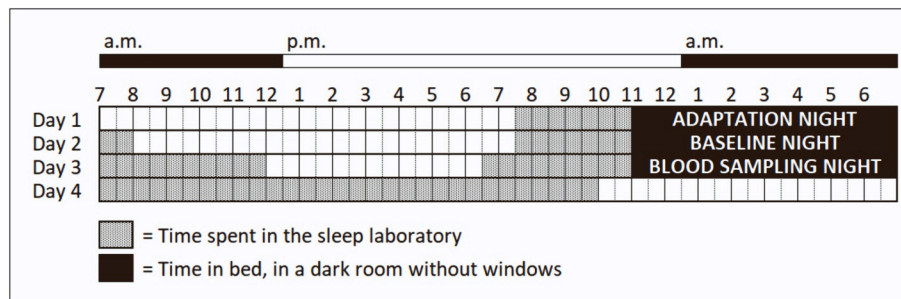 a.m. p.m. a.m.
7 8 9 10 11 12 1 2 3 4 5 6 7 8 9 10 11 12 1 2 3 4 5 6
Day 1 ADAPTATION NIGHT
Day 2 BASELINE NIGHT
Day 3 BLOOD SAMPLING NIGHT
Day 4
= Time spent in the sleep laboratory
= Time in bed, in a dark room without windows